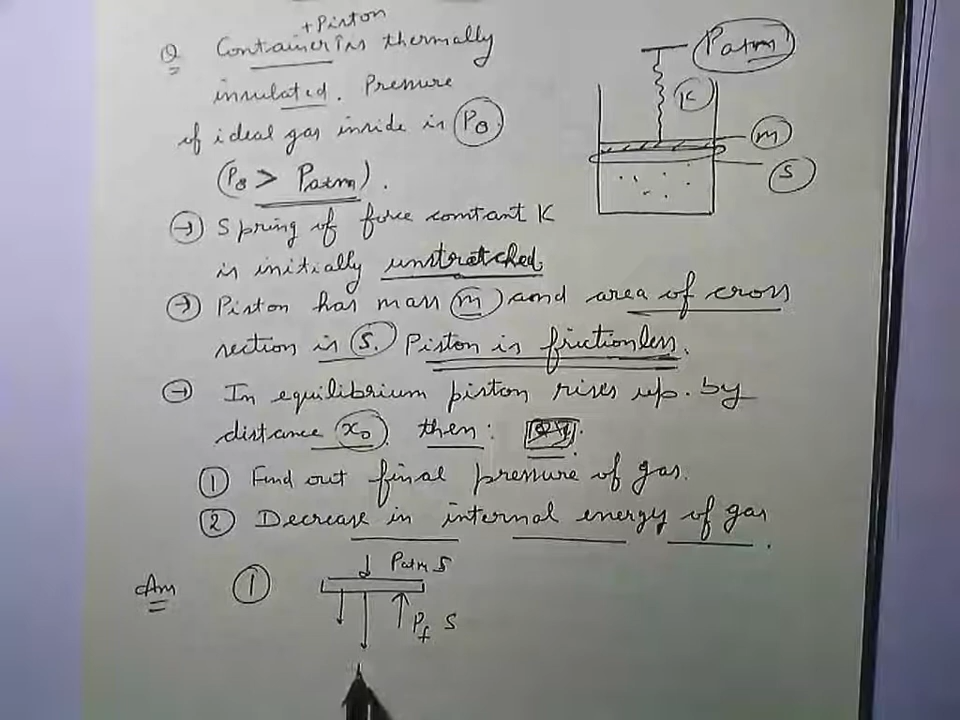 + Piston
Q Container is thermally
insulated. Pressure
of ideal gas inside is P0
(P0 > Patm).
→ Spring of force constant K
is initially unstretched.
→ Piston has mass m and area of cross
section is S. Piston is frictionless.
→ In equilibrium piston rises up. by
distance x0 then:
1 Find out final pressure of gas.
2 Decrease in internal energy of gas.
Ans 1
Patm S
Pf S
Patm
K
m
S